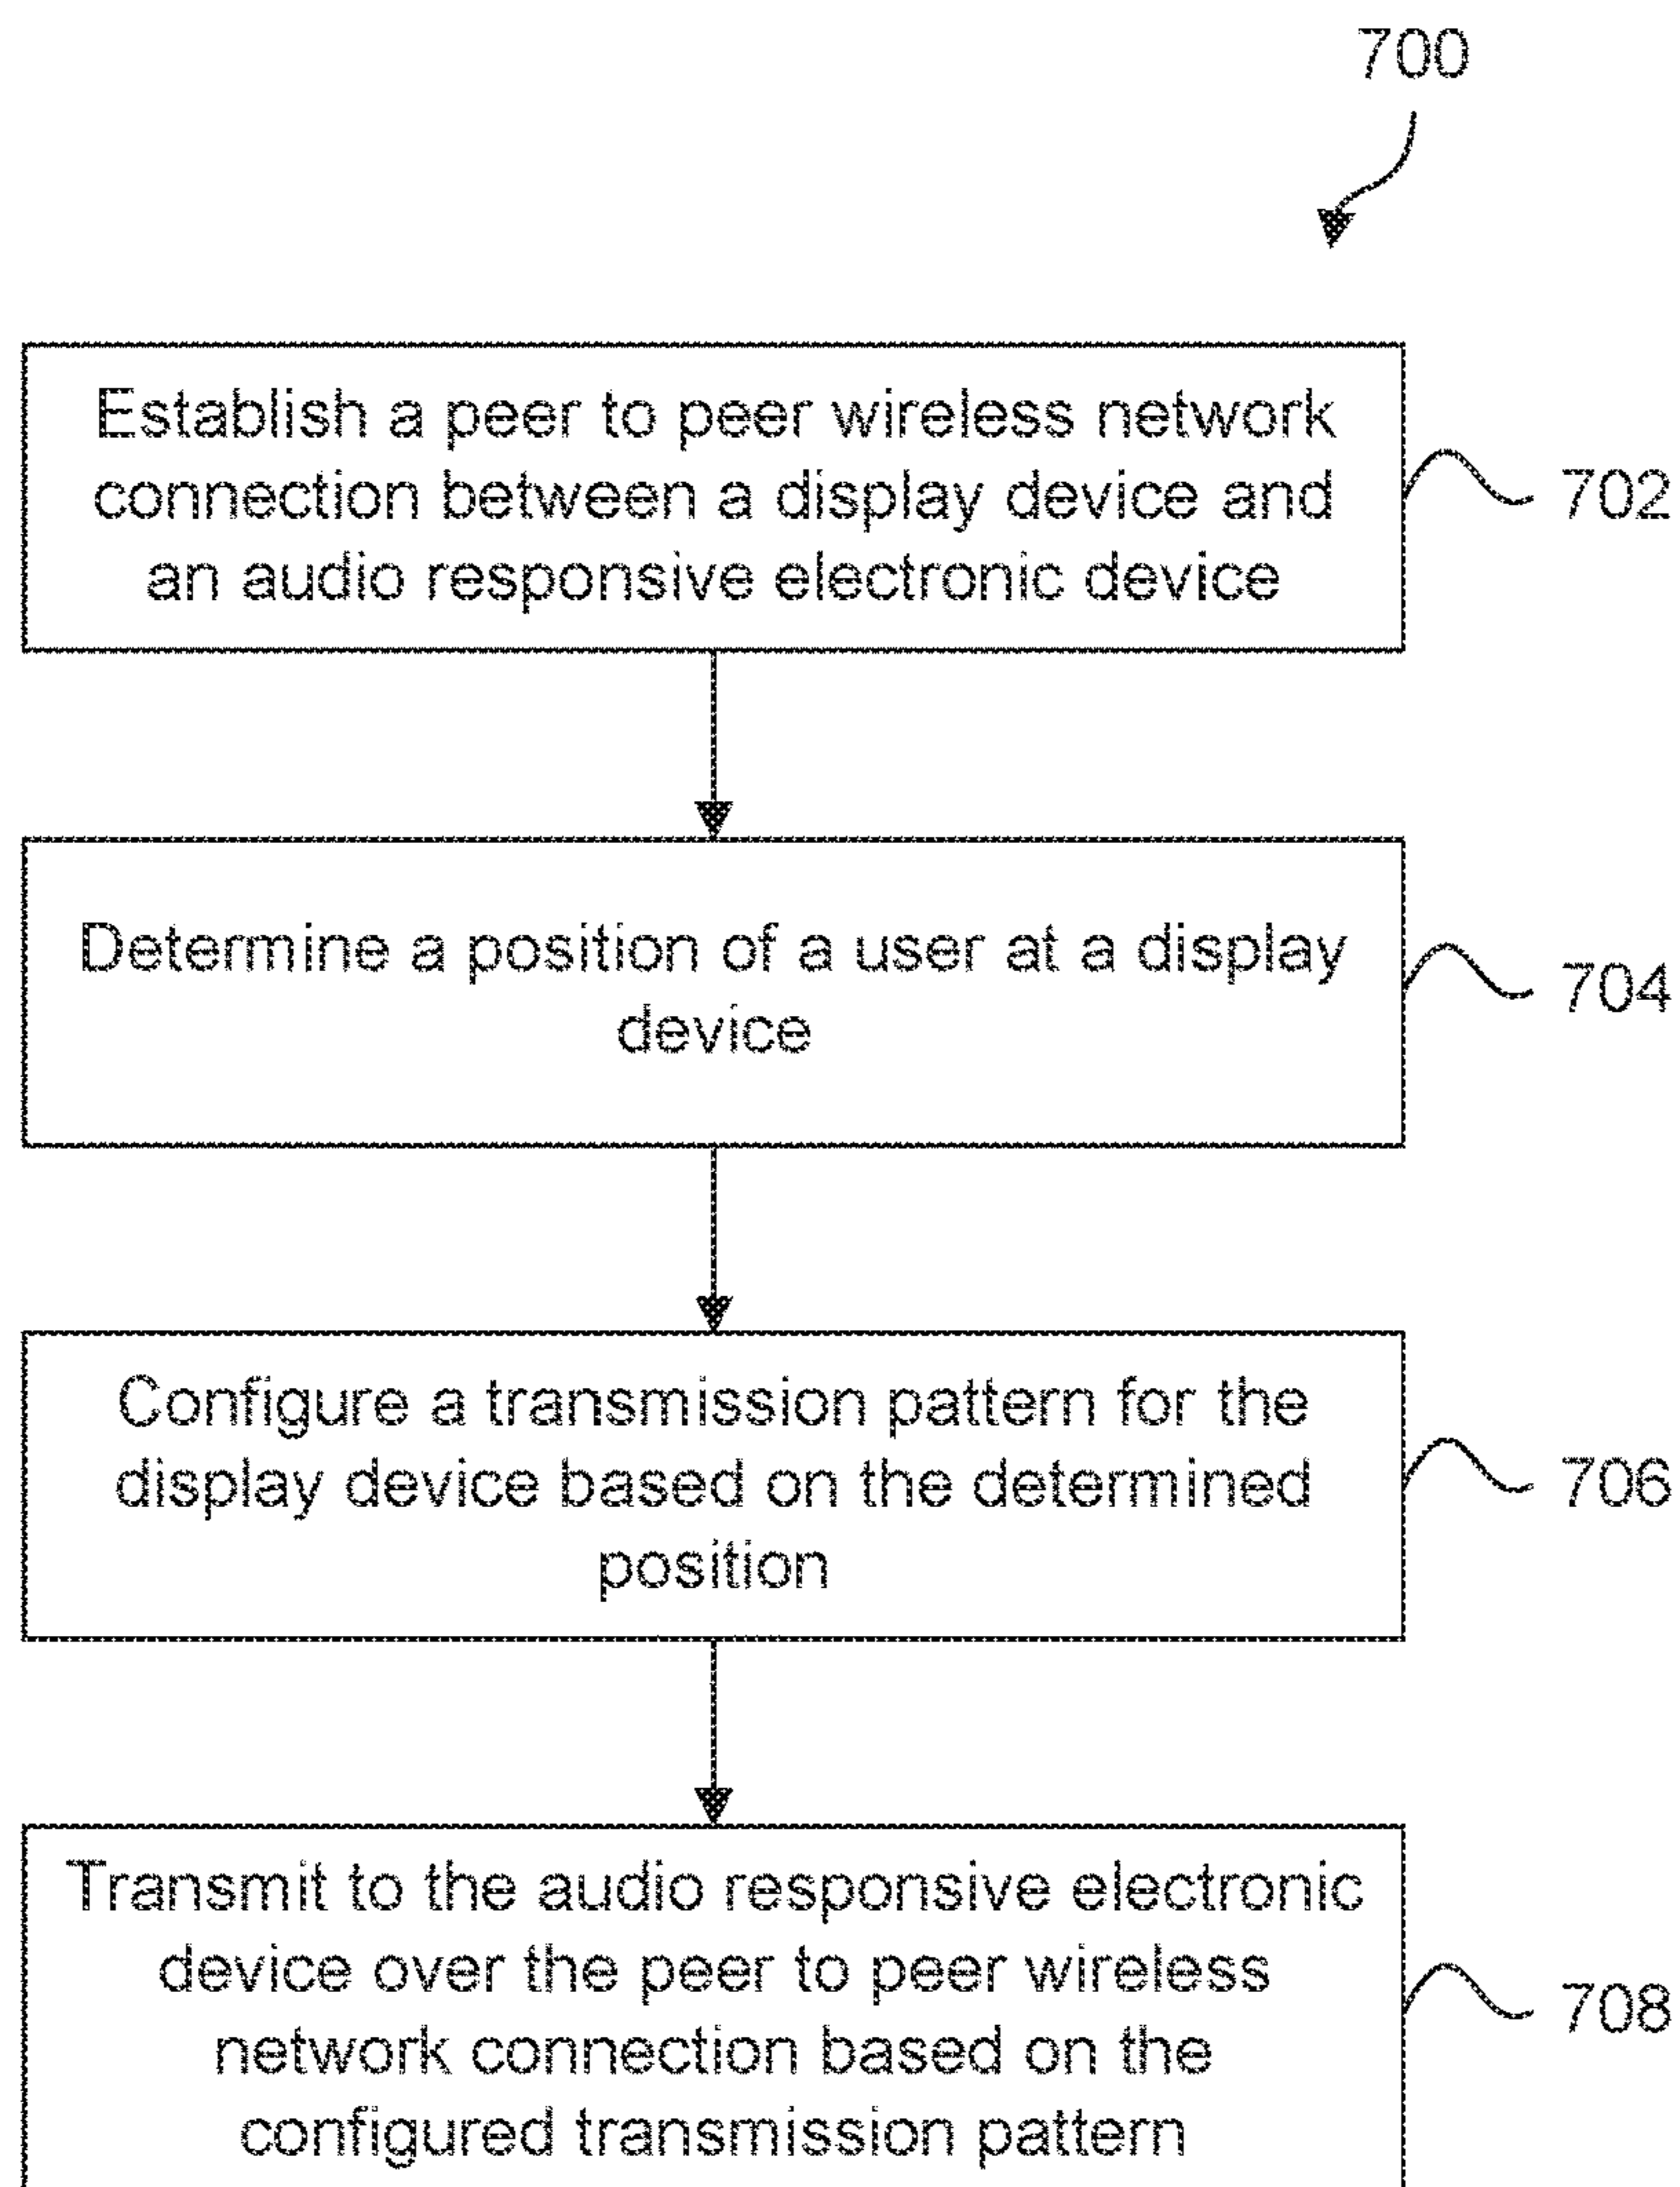 700
Establish a peer to peer wireless network
connection between a display device and
an audio responsive electronic device
702
Determine a position of a user at a display
device
704
Configure a transmission pattern for the
display device based on the determined
position
706
Transmit to the audio responsive electronic
device over the peer to peer wireless
network connection based on the
configured transmission pattern
708